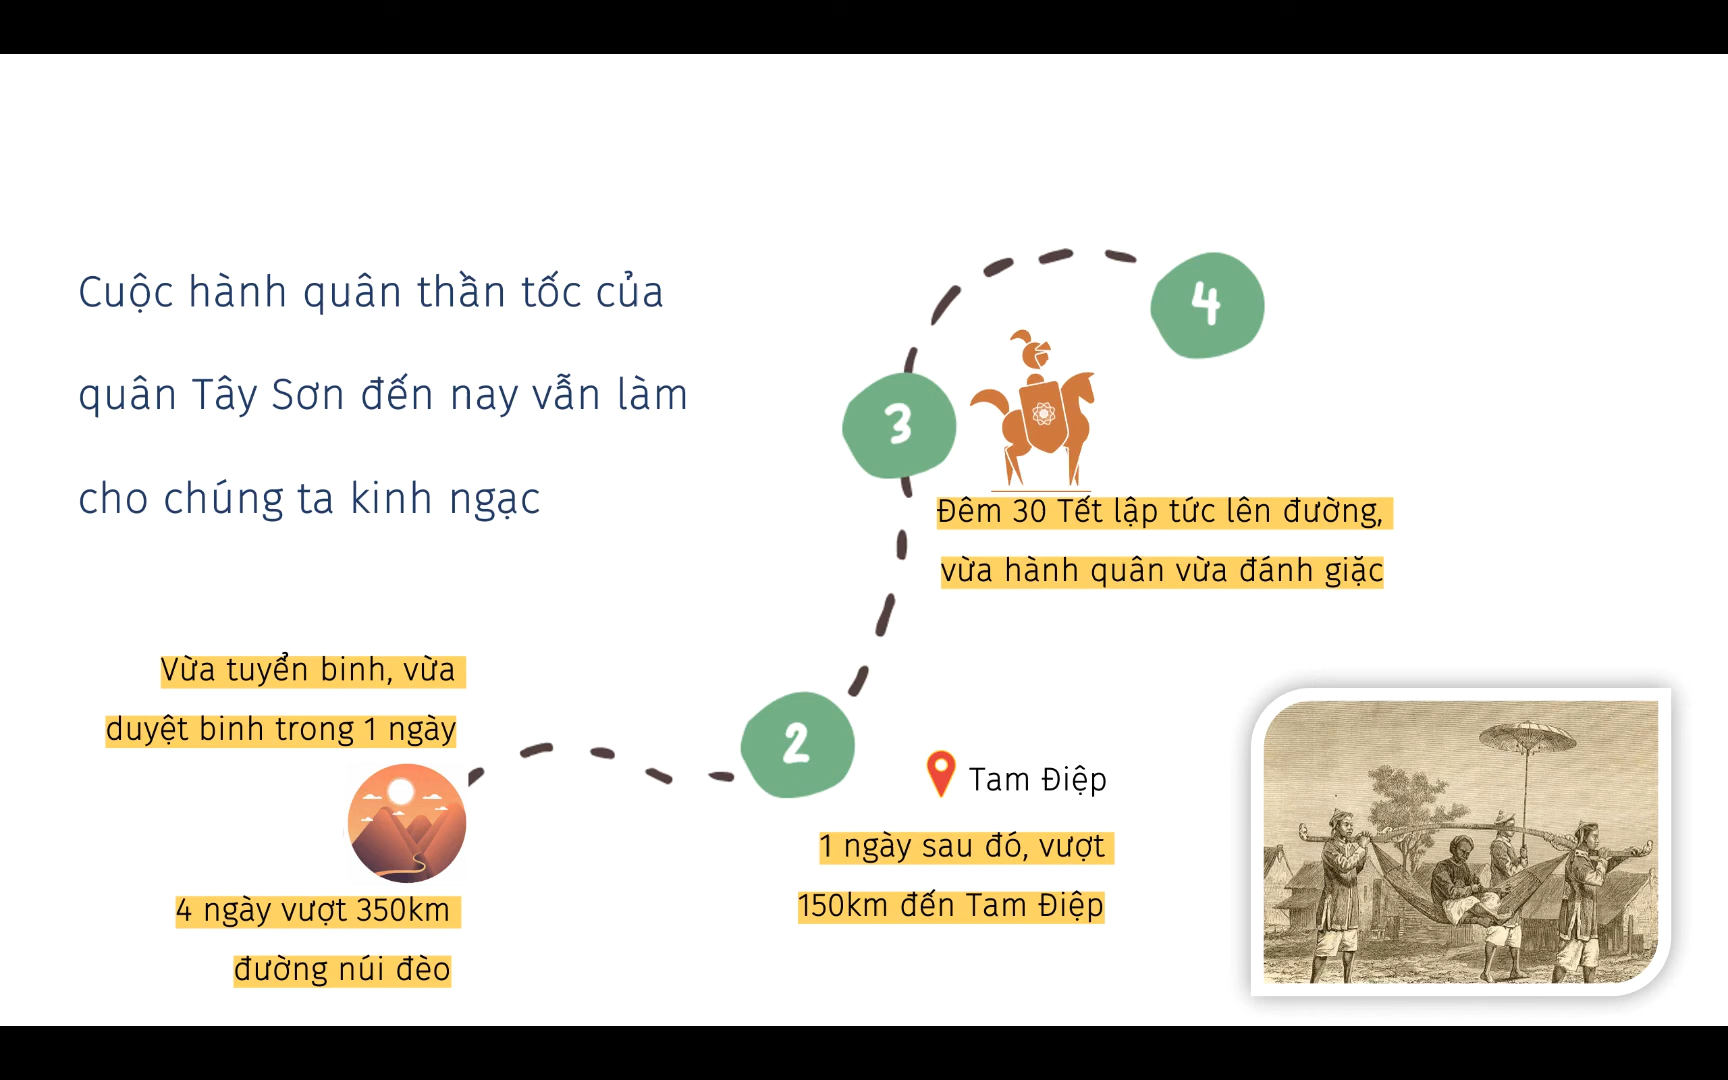 Cuộc hành quân thần tốc của
quân Tây Sơn đến nay vẫn làm
cho chúng ta kinh ngạc
Vừa tuyển binh, vừa
duyệt binh trong 1 ngày
4 ngày vượt 350km
đường núi đèo
2
Tam Điệp
1 ngày sau đó, vượt
150km đến Tam Điệp
3
Đêm 30 Tết lập tức lên đường,
vừa hành quân vừa đánh giặc
4